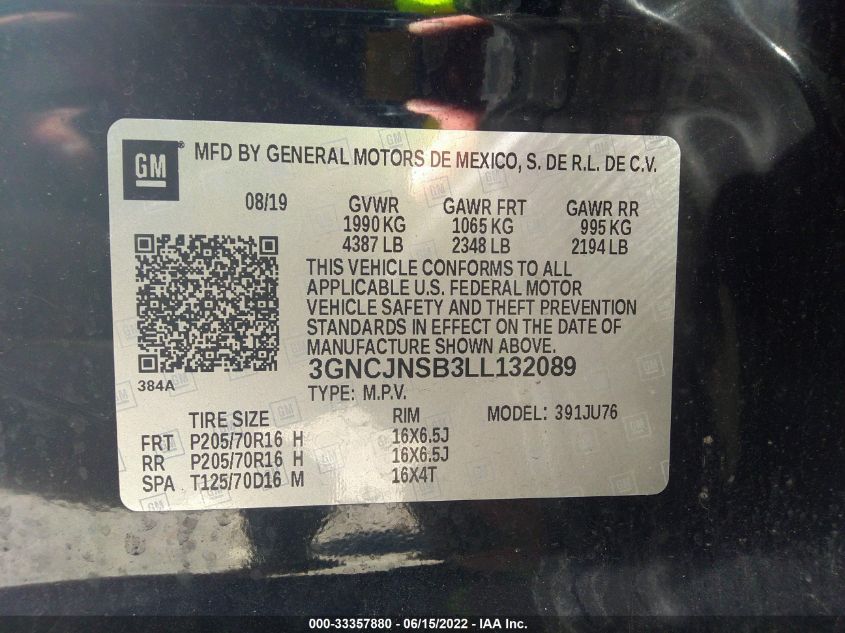 GM ® MFD BY GENERAL MOTORS DE MEXICO, S. DE R.L. DE C.V.
08/19 GVWR GAWR FRT GAWR RR
1990 KG 1065 KG 995 KG
4387 LB 2348 LB 2194 LB
THIS VEHICLE CONFORMS TO ALL
APPLICABLE U.S. FEDERAL MOTOR
VEHICLE SAFETY AND THEFT PREVENTION
STANDARDS IN EFFECT ON THE DATE OF
MANUFACTURE SHOWN ABOVE.
384A 3GNCJNSB3LL132089
TYPE: M.P.V.
TIRE SIZE RIM MODEL: 391JU76
FRT P205/70R16 H 16X6.5J
RR P205/70R16 H 16X6.5J
SPA T125/70D16 M 16X4T
000-33357880 - 06/15/2022 - IAA Inc.